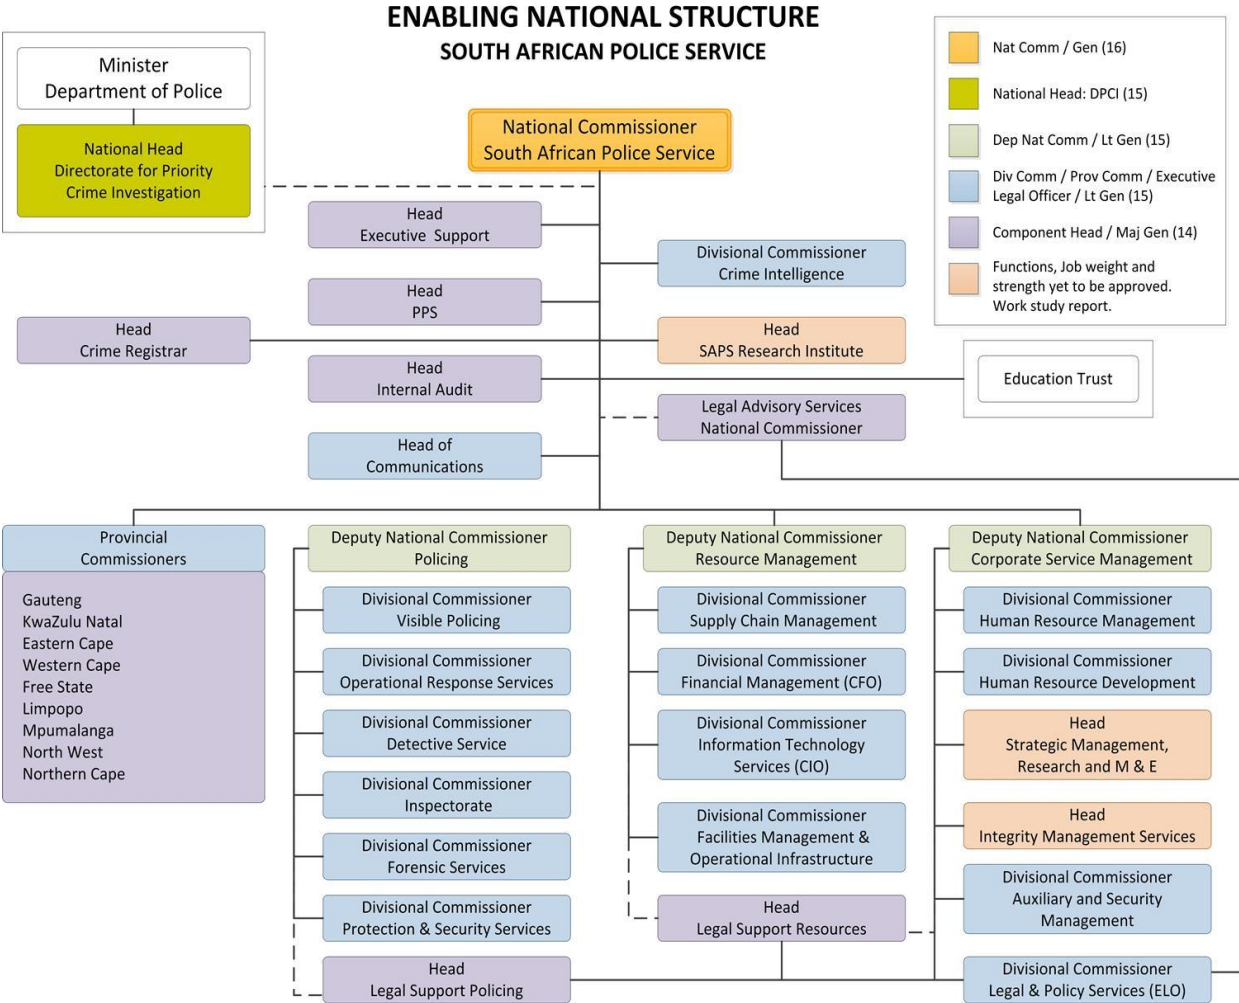 ENABLING NATIONAL STRUCTURE
SOUTH AFRICAN POLICE SERVICE
Minister
Department of Police
National Head
Directorate for Priority
Crime Investigation
National Commissioner
South African Police Service
Nat Comm / Gen (16)
National Head: DPCI (15)
Dep Nat Comm / Lt Gen (15)
Div Comm / Prov Comm / Executive
Legal Officer / Lt Gen (15)
Component Head / Maj Gen (14)
Functions, Job weight and
strength yet to be approved.
Work study report.
Head
Executive Support
Divisional Commissioner
Crime Intelligence
Head
PPS
Head
Crime Registrar
Head
SAPS Research Institute
Head
Internal Audit
Education Trust
Legal Advisory Services
National Commissioner
Head of
Communications
Provincial
Commissioners
Gauteng
KwaZulu Natal
Eastern Cape
Western Cape
Free State
Limpopo
Mpumalanga
North West
Northern Cape
Deputy National Commissioner
Policing
Divisional Commissioner
Visible Policing
Divisional Commissioner
Operational Response Services
Divisional Commissioner
Detective Service
Divisional Commissioner
Inspectorate
Divisional Commissioner
Forensic Services
Divisional Commissioner
Protection & Security Services
Head
Legal Support Policing
Deputy National Commissioner
Resource Management
Divisional Commissioner
Supply Chain Management
Divisional Commissioner
Financial Management (CFO)
Divisional Commissioner
Information Technology
Services (CIO)
Divisional Commissioner
Facilities Management &
Operational Infrastructure
Head
Legal Support Resources
Deputy National Commissioner
Corporate Service Management
Divisional Commissioner
Human Resource Management
Divisional Commissioner
Human Resource Development
Head
Strategic Management,
Research and M & E
Head
Integrity Management Services
Divisional Commissioner
Auxiliary and Security
Management
Divisional Commissioner
Legal & Policy Services (ELO)